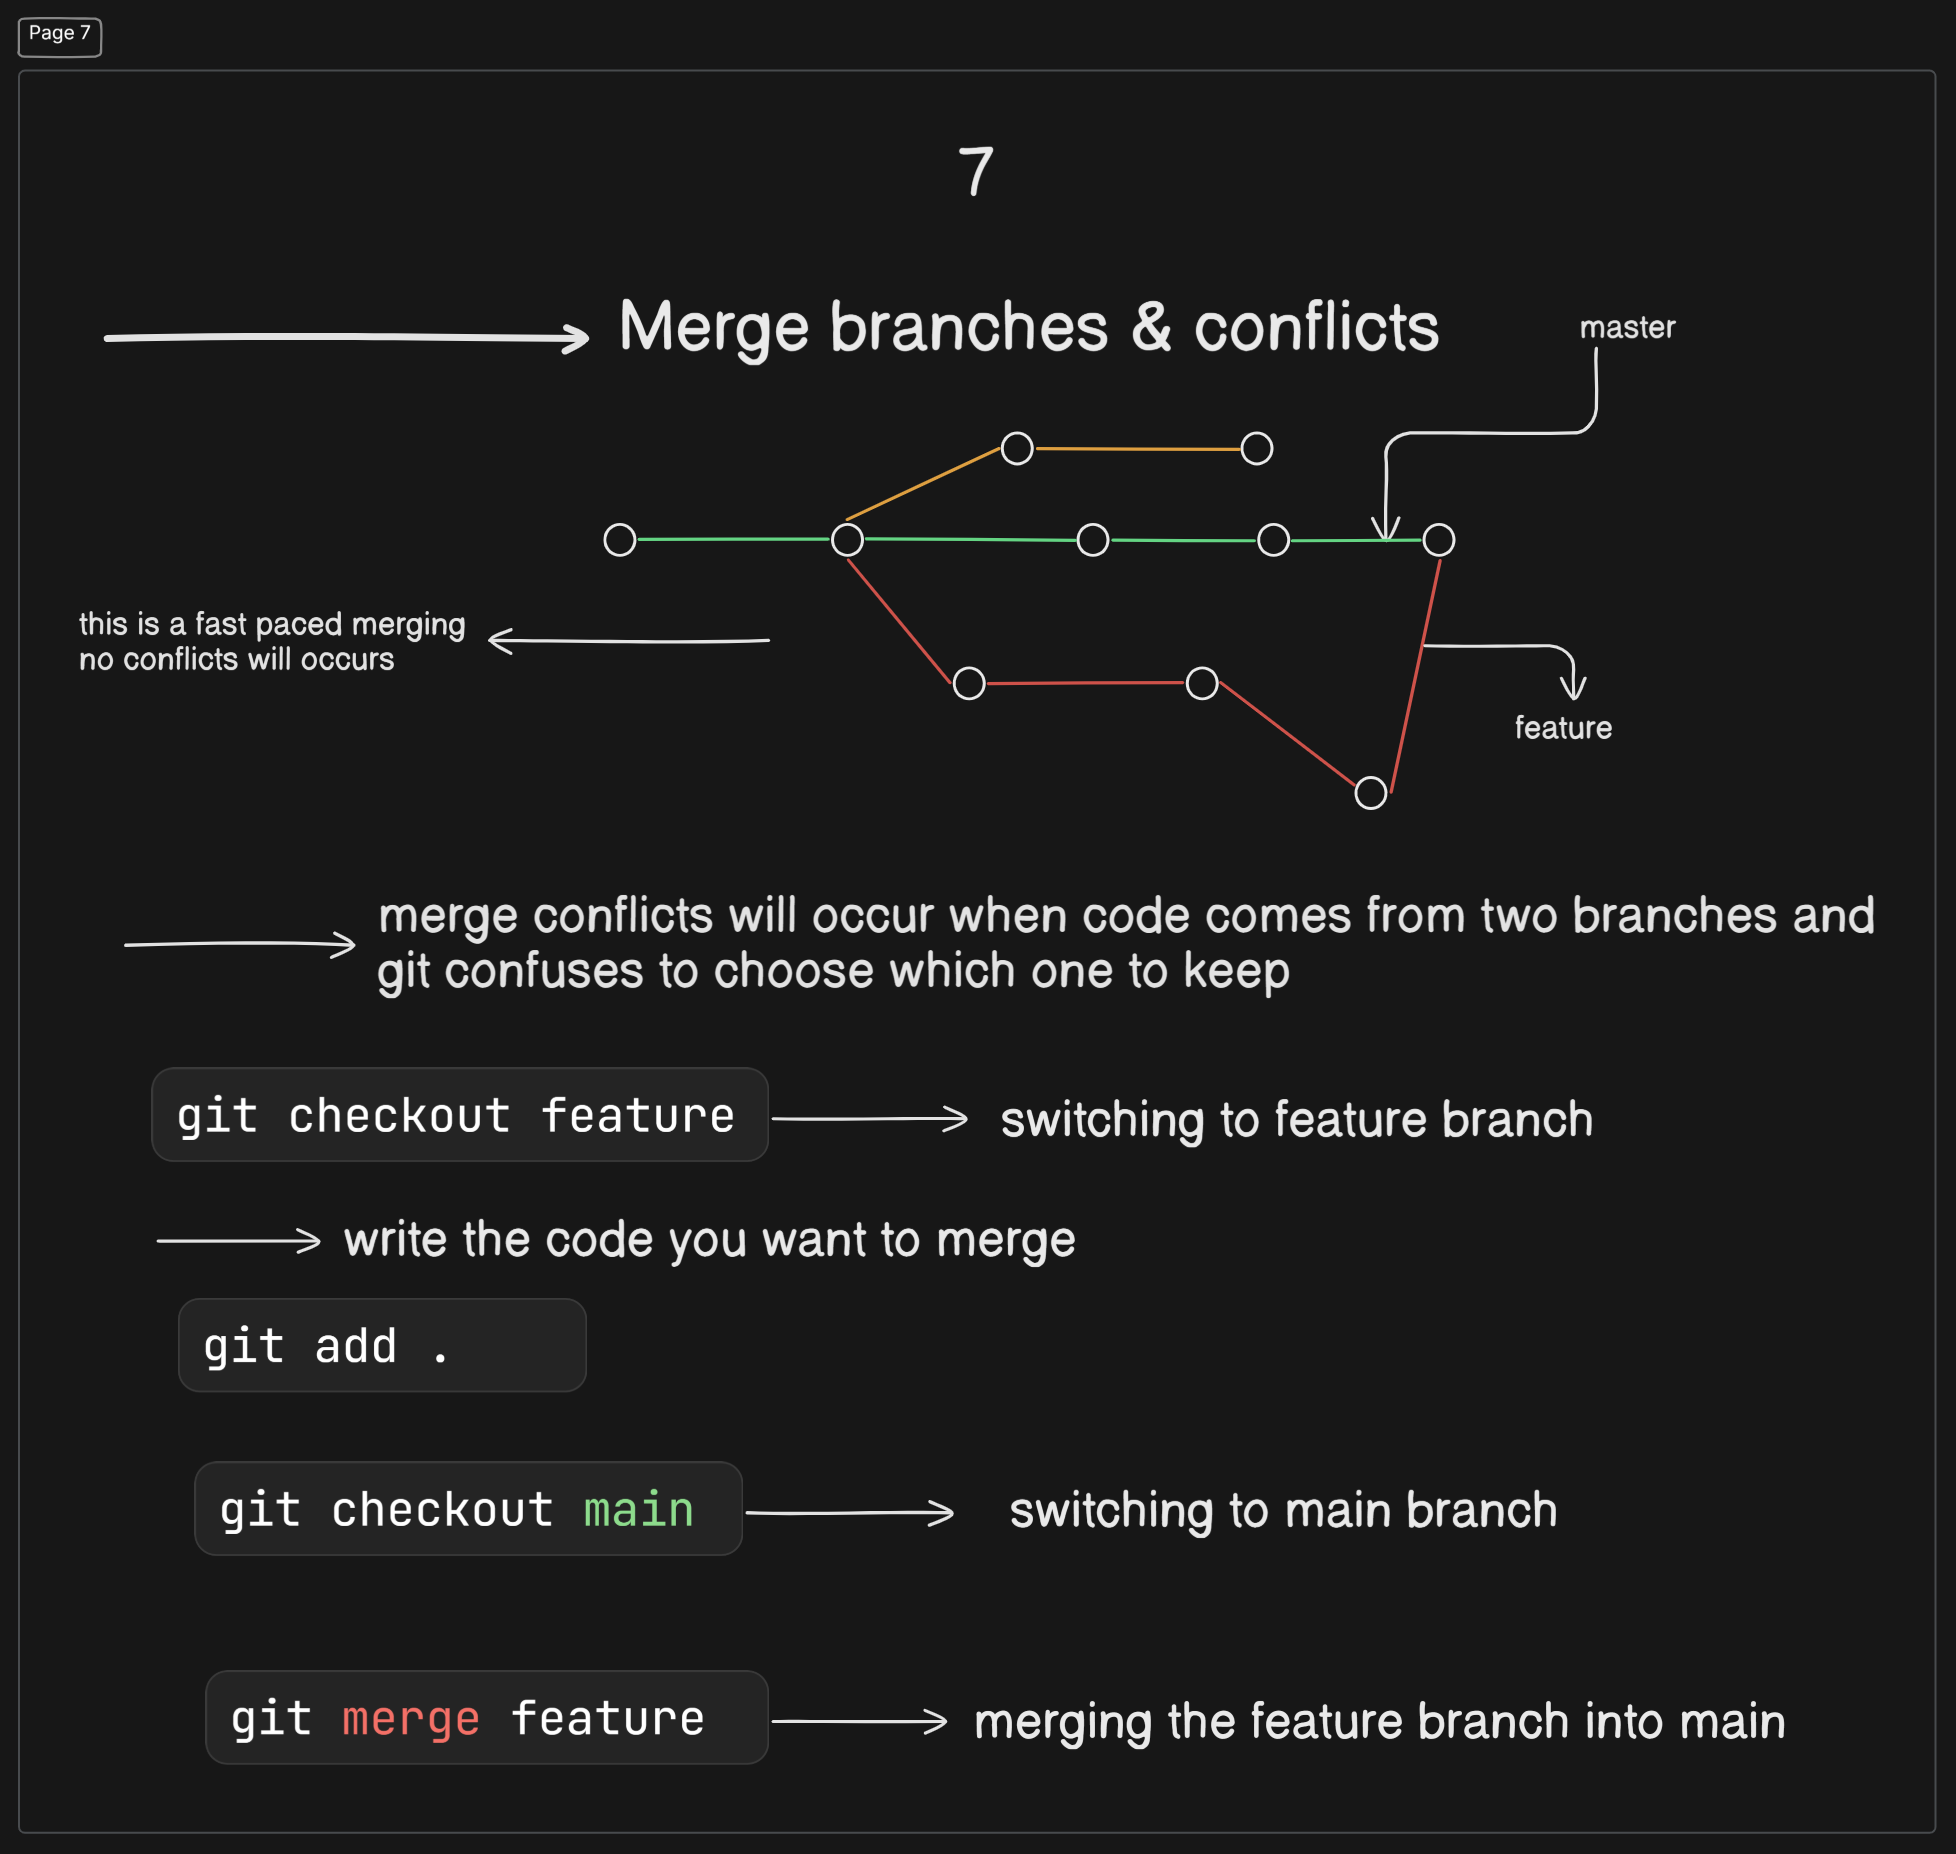 Page 7
7
Merge branches & conflicts
master
this is a fast paced merging
no conflicts will occurs
feature
merge conflicts will occur when code comes from two branches and
git confuses to choose which one to keep
git checkout feature
switching to feature branch
write the code you want to merge
git add .
git checkout main
switching to main branch
git merge feature
merging the feature branch into main